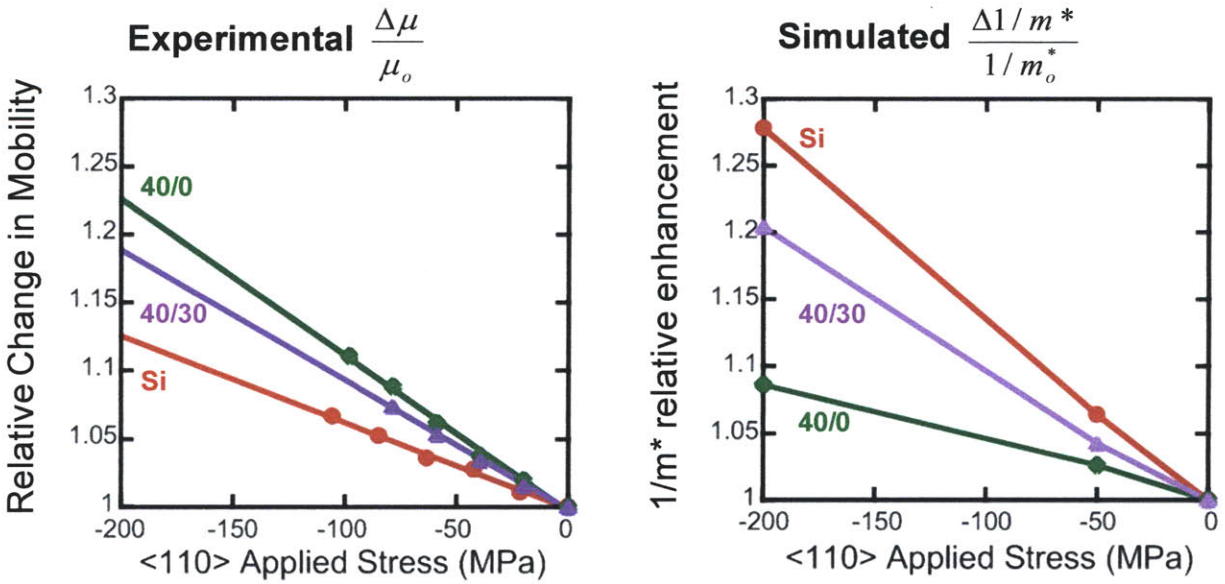 Experimental Δμ / μ_o
Relative Change in Mobility
1.3
1.25
1.2
1.15
1.1
1.05
1
40/0
40/30
Si
-200 -150 -100 -50 0
<110> Applied Stress (MPa)
Simulated Δ1/m* / 1/m_o^*
1/m* relative enhancement
1.3
1.25
1.2
1.15
1.1
1.05
1
Si
40/30
40/0
-200 -150 -100 -50 0
<110> Applied Stress (MPa)